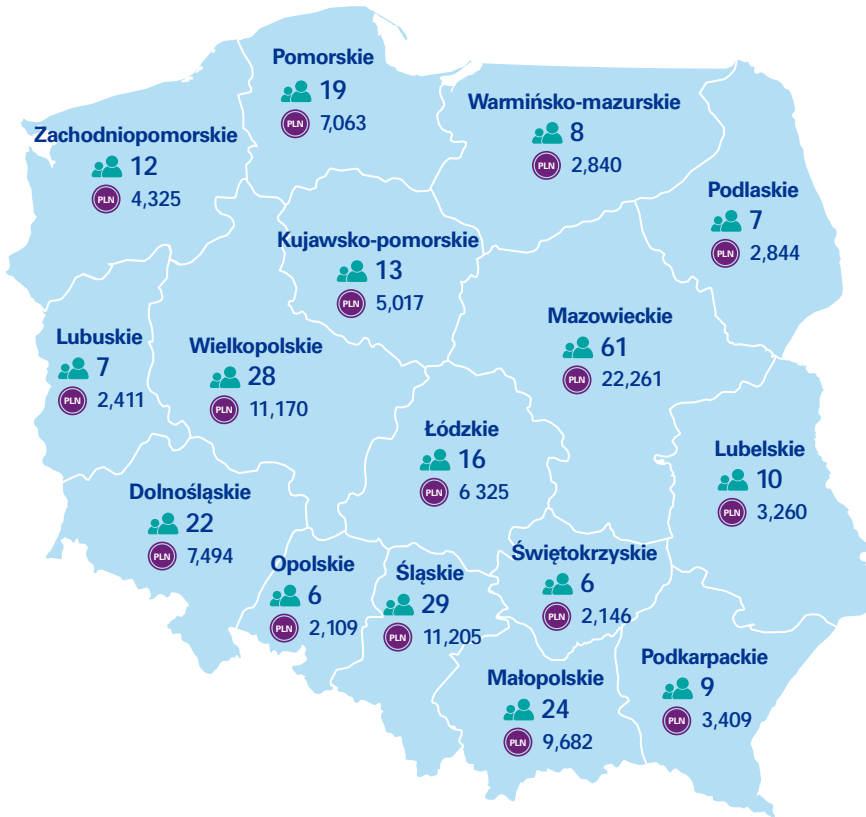 Pomorskie
19
PLN 7,063
Warmińsko-mazurskie
8
PLN 2,840
Zachodniopomorskie
12
PLN 4,325
Podlaskie
7
PLN 2,844
Kujawsko-pomorskie
13
PLN 5,017
Mazowieckie
61
PLN 22,261
Lubuskie
7
PLN 2,411
Wielkopolskie
28
PLN 11,170
Łódzkie
16
PLN 6 325
Lubelskie
10
PLN 3,260
Dolnośląskie
22
PLN 7,494
Opolskie
6
PLN 2,109
Śląskie
29
PLN 11,205
Świętokrzyskie
6
PLN 2,146
Małopolskie
24
PLN 9,682
Podkarpackie
9
PLN 3,409